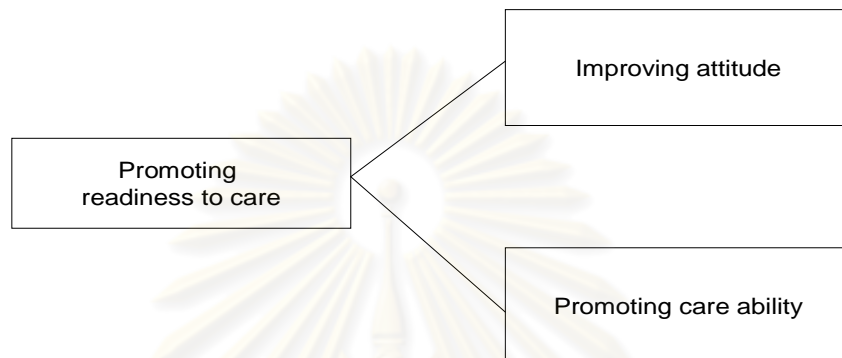 Improving attitude
Promoting
readiness to care
Promoting care ability